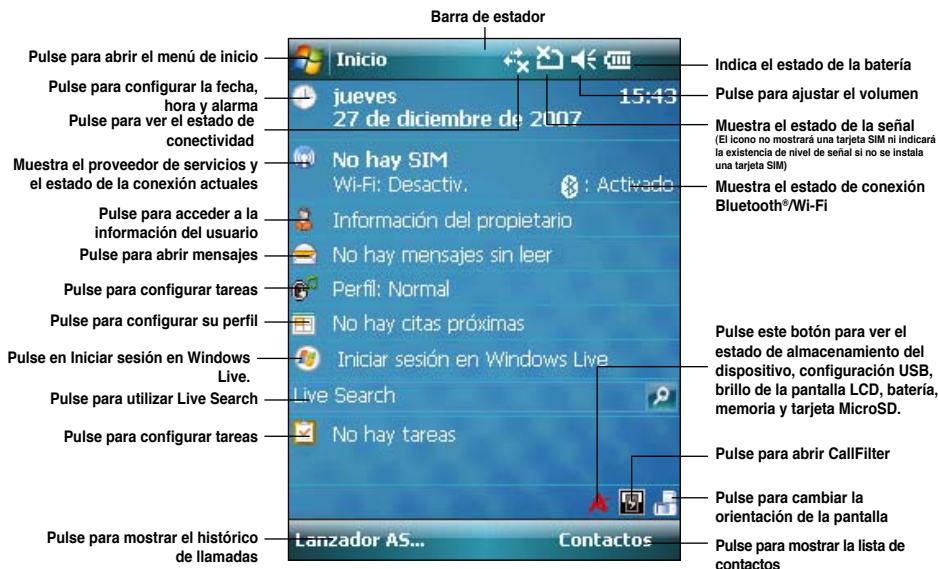 Barra de estador
Pulse para abrir el menú de inicio
Pulse para configurar la fecha,
hora y alarma
Pulse para ver el estado de
conectividad
Muestra el proveedor de servicios y
el estado de la conexión actuales
Pulse para acceder a la
información del usuario
Pulse para abrir mensajes
Pulse para configurar tareas
Pulse para configurar su perfil
Pulse en Iniciar sesión en Windows
Live.
Pulse para utilizar Live Search
Pulse para configurar tareas
Pulse para mostrar el histórico
de llamadas
Inicio
jueves 15:43
27 de diciembre de 2007
No hay SIM
Wi-Fi: Desactiv. : Activado
Información del propietario
No hay mensajes sin leer
Perfil: Normal
No hay citas próximas
Iniciar sesión en Windows Live
Live Search
No hay tareas
Lanzador AS... Contactos
Indica el estado de la batería
Pulse para ajustar el volumen
Muestra el estado de la señal
(El icono no mostrará una tarjeta SIM ni indicará
la existencia de nivel de señal si no se instala
una tarjeta SIM)
Muestra el estado de conexión
Bluetooth®/Wi-Fi
Pulse este botón para ver el
estado de almacenamiento del
dispositivo, configuración USB,
brillo de la pantalla LCD, batería,
memoria y tarjeta MicroSD.
Pulse para abrir CallFilter
Pulse para cambiar la
orientación de la pantalla
Pulse para mostrar la lista de
contactos